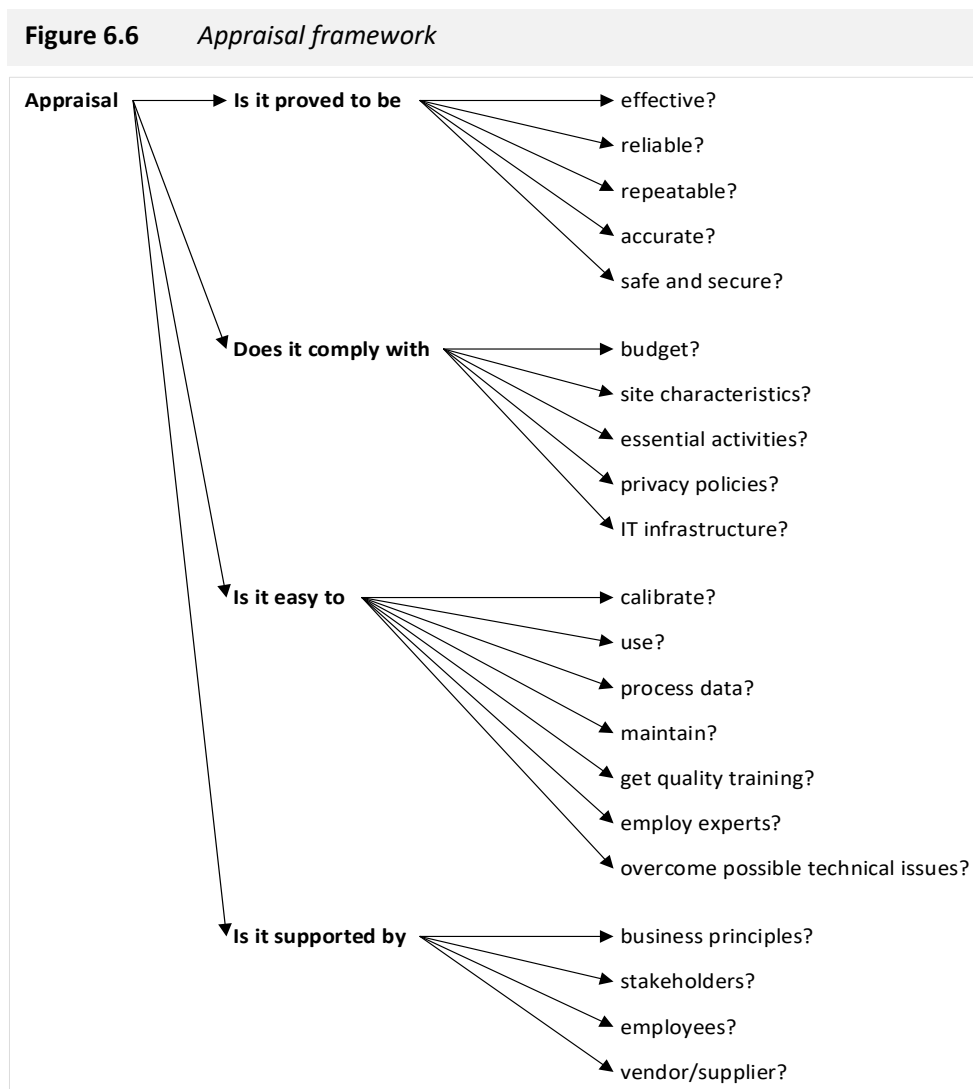 Figure 6.6 Appraisal framework
Appraisal Is it proved to be effective?
reliable?
repeatable?
accurate?
safe and secure?
Does it comply with budget?
site characteristics?
essential activities?
privacy policies?
IT infrastructure?
Is it easy to calibrate?
use?
process data?
maintain?
get quality training?
employ experts?
overcome possible technical issues?
Is it supported by business principles?
stakeholders?
employees?
vendor/supplier?